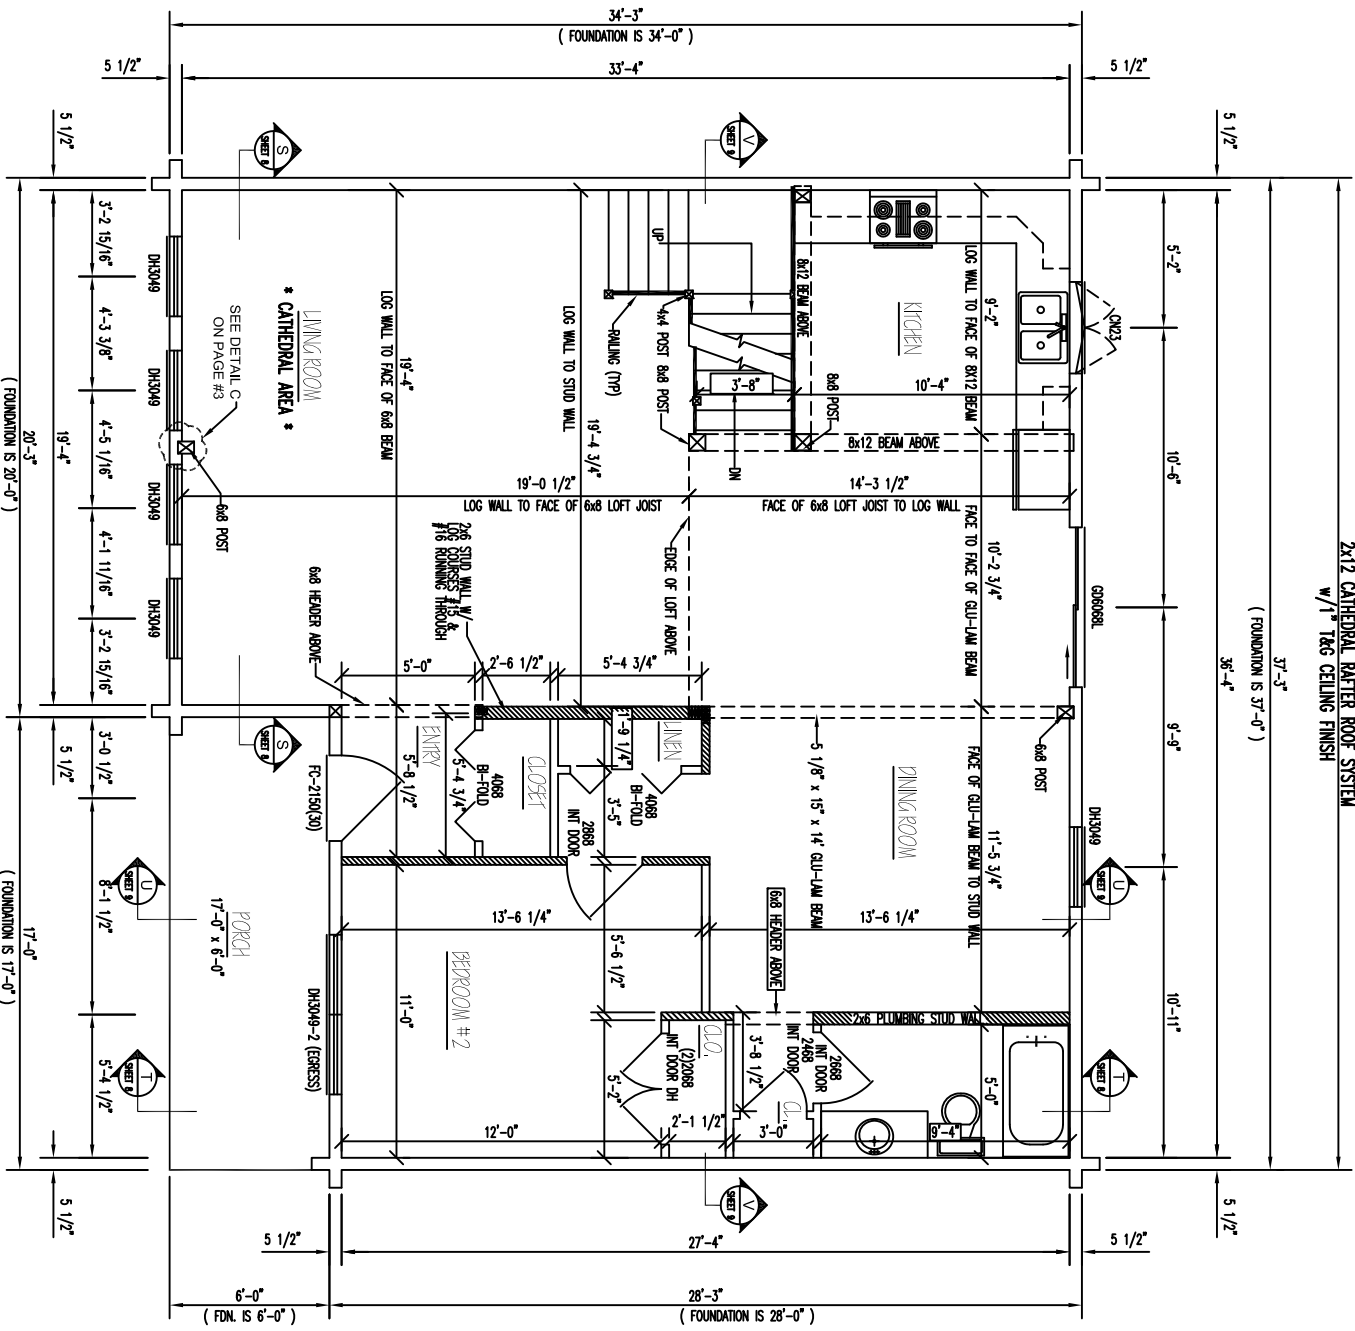 34'-3"
( FOUNDATION IS 34'-0" )
5 1/2"
33'-4"
5 1/2"
5 1/2"
5 1/2"
S
SHEET 8
V
SHEET 9
3'-2 15/16"
4'-3 3/8"
4'-5 1/16"
4'-1 11/16"
3'-2 15/16"
19'-4"
20'-3"
( FOUNDATION IS 20'-0" )
DH3049
DH3049
DH3049
DH3049
SEE DETAIL C
ON PAGE #3
LIVING ROOM
* CATHEDRAL AREA *
6x8 POST
19'-4"
LOG WALL TO FACE OF 6x8 BEAM
19'-4 3/4"
LOG WALL TO STUD WALL
UP
RAILING (TYP)
4x4 POST
8x8 POST
8x12 BEAM ABOVE
3'-8"
DN
8x8 POST
8x12 BEAM ABOVE
KITCHEN
9'-2"
LOG WALL TO FACE OF 8X12 BEAM
10'-4"
CN23
5'-2"
10'-6"
9'-9"
10'-11"
36'-4"
37'-3"
( FOUNDATION IS 37'-0" )
2x12 CATHEDRAL RAFTER ROOF SYSTEM
w/1" T&G CEILING FINISH
19'-0 1/2"
LOG WALL TO FACE OF 6x8 LOFT JOIST
14'-3 1/2"
FACE OF 6x8 LOFT JOIST TO LOG WALL
10'-2 3/4"
FACE TO FACE OF GLU-LAM BEAM
GD6068L
EDGE OF LOFT ABOVE
2x6 STUD WALL W/
LOG COURSES #15 &
#16 RUNNING THROUGH
6x8 HEADER ABOVE
5'-0"
2'-6 1/2"
5'-4 3/4"
6x8 POST
DH3049
S
SHEET 8
FC-2150(30)
ENTRY
5'-8 1/2"
5'-4 3/4"
4068
BI-FOLD
CLOSET
1'-9 1/4"
LINEN
4068
BI-FOLD
3'-5"
2868
INT DOOR
5 1/8" x 15" x 14' GLU-LAM BEAM
DINING ROOM
11'-5 3/4"
FACE OF GLU-LAM BEAM TO STUD WALL
3'-0 1/2"
5 1/2"
8'-1 1/2"
5'-4 1/2"
17'-0"
( FOUNDATION IS 17'-0" )
U
SHEET 9
T
SHEET 8
PORCH
17'-0" x 6'-0"
DH3049-2 (EGRESS)
13'-6 1/4"
13'-6 1/4"
BEDROOM #2
11'-0"
5'-6 1/2"
6x8 HEADER ABOVE
2x6 PLUMBING STUD WALL
CLO.
(2)2068
INT DOOR DH
5'-2"
3'-8 1/2"
2468
INT DOOR
2668
INT DOOR
CL.
5'-0"
9'-4"
12'-0"
2'-1 1/2"
3'-0"
U
SHEET 9
T
SHEET 8
V
SHEET 9
5 1/2"
5 1/2"
5 1/2"
27'-4"
5 1/2"
6'-0"
( FDN. IS 6'-0" )
28'-3"
( FOUNDATION IS 28'-0" )